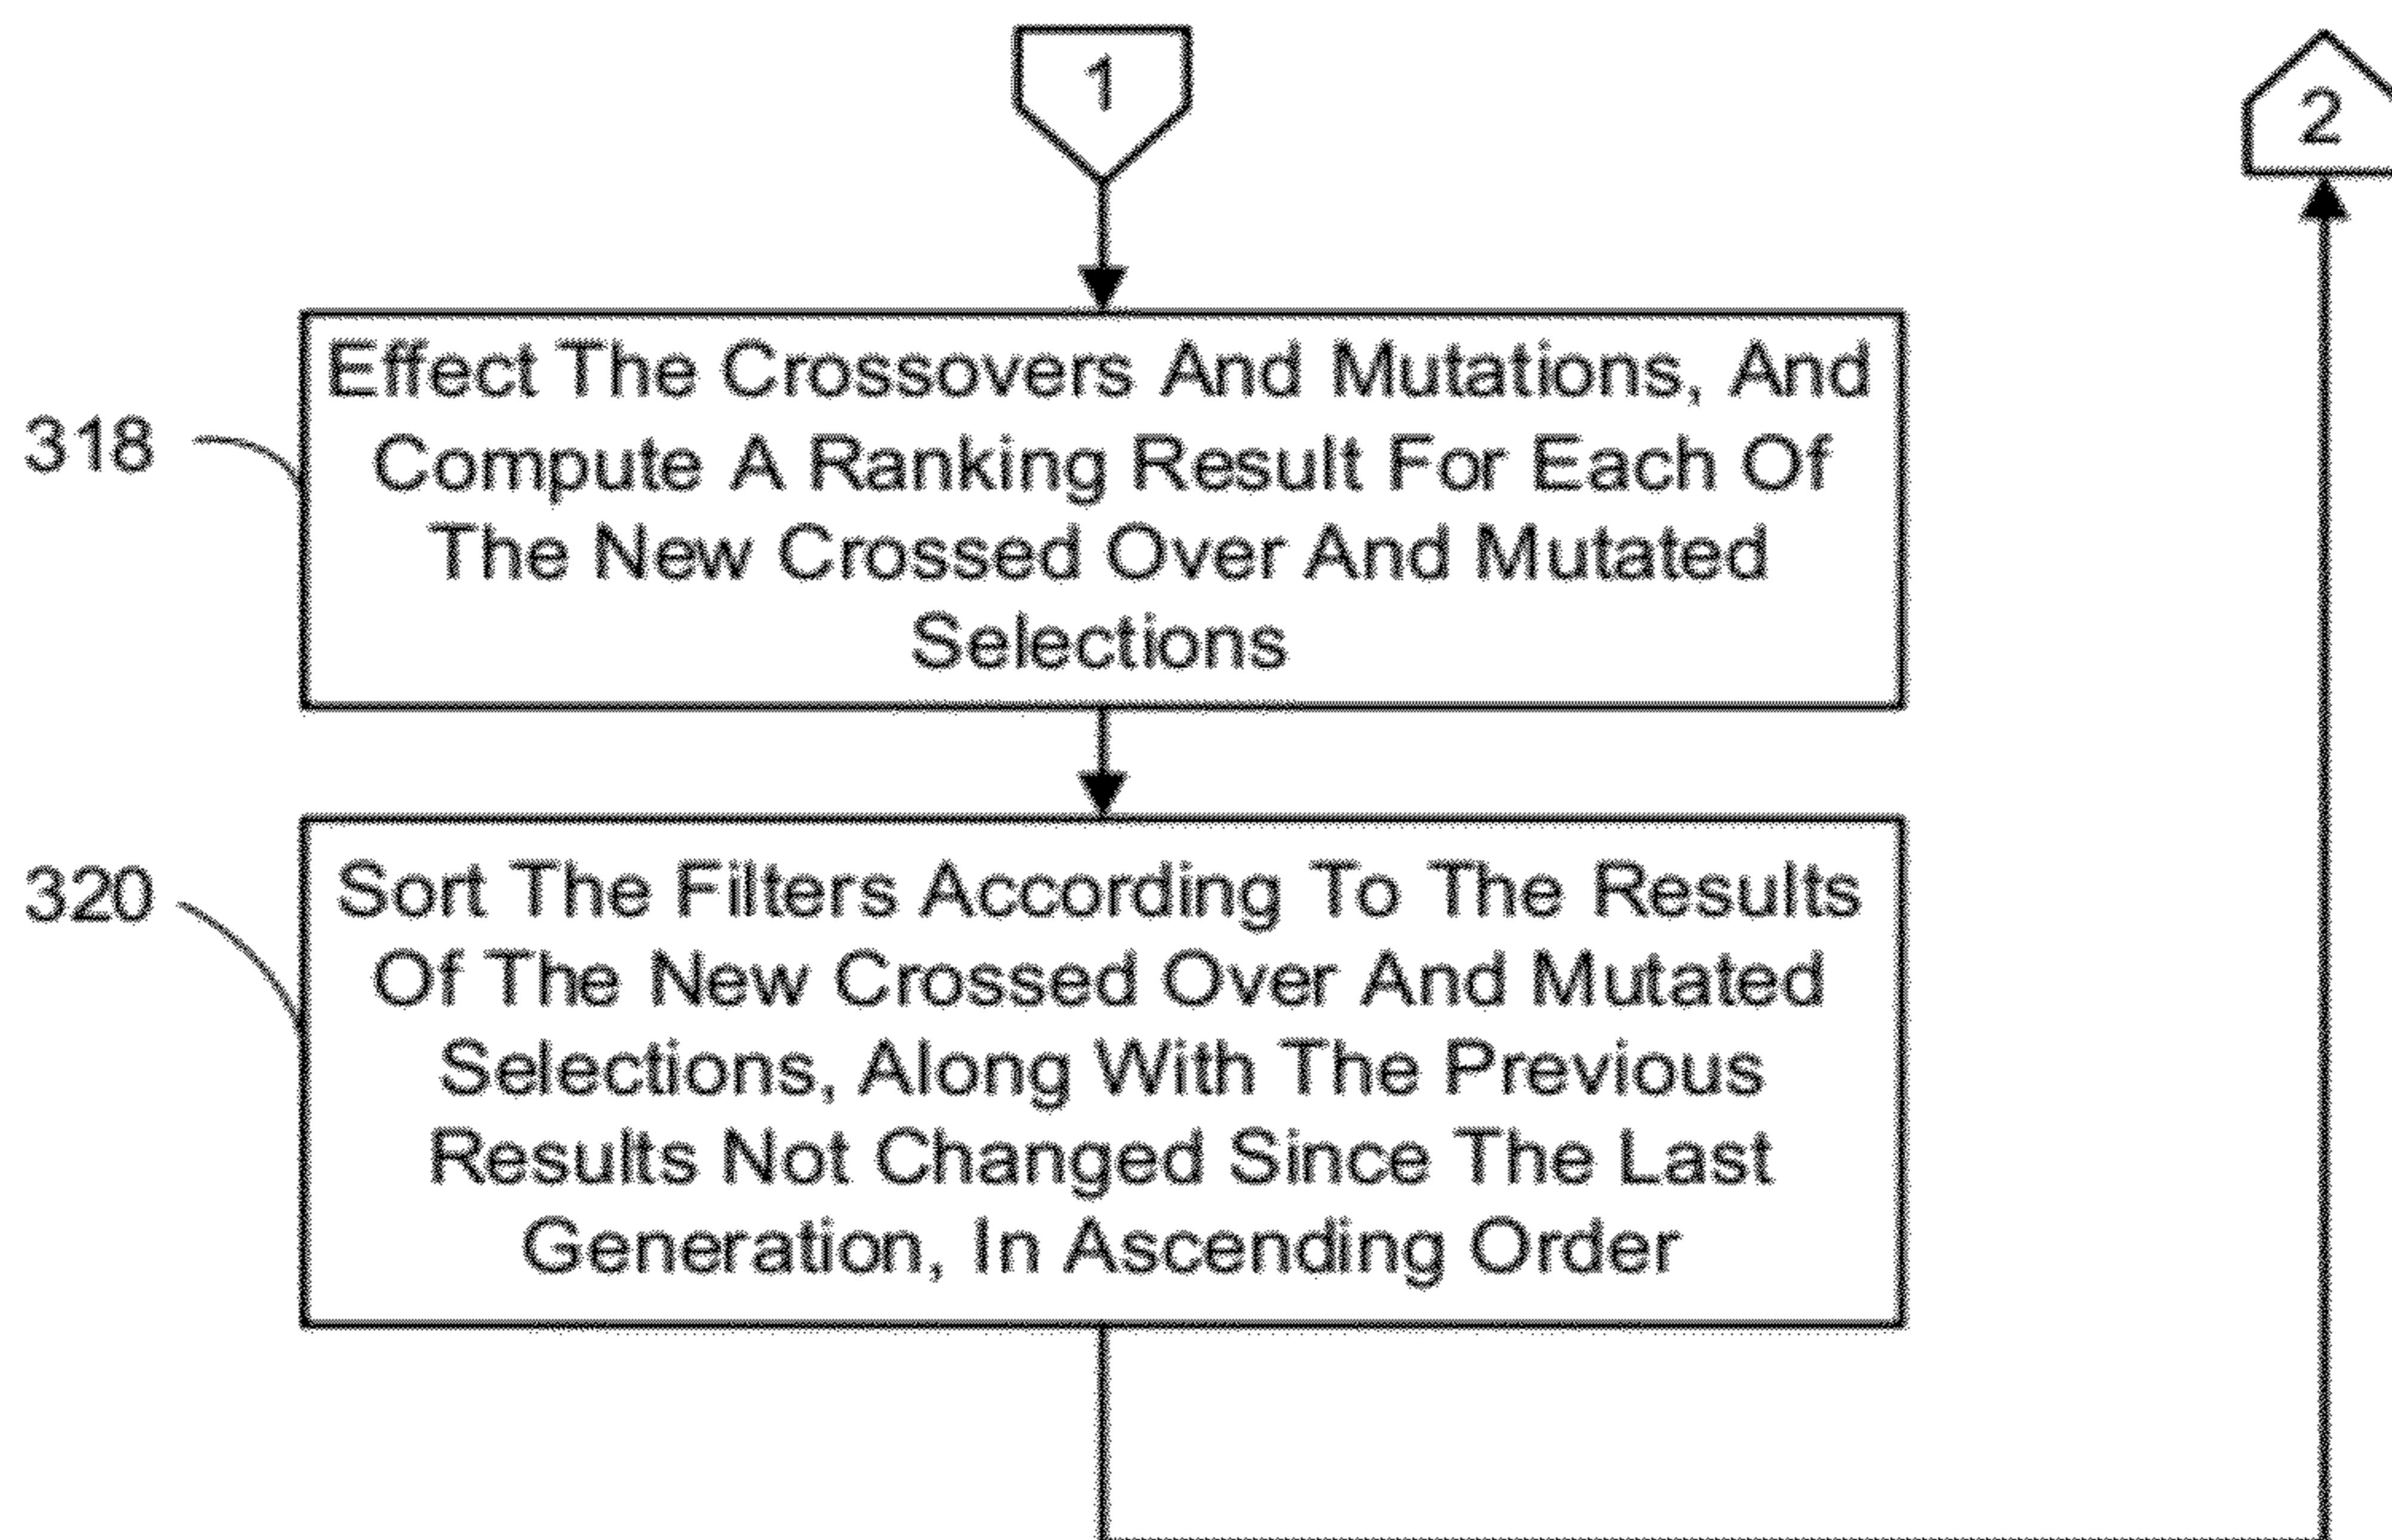 1
2
318
Effect The Crossovers And Mutations, And
Compute A Ranking Result For Each Of
The New Crossed Over And Mutated
Selections
320
Sort The Filters According To The Results
Of The New Crossed Over And Mutated
Selections, Along With The Previous
Results Not Changed Since The Last
Generation, In Ascending Order